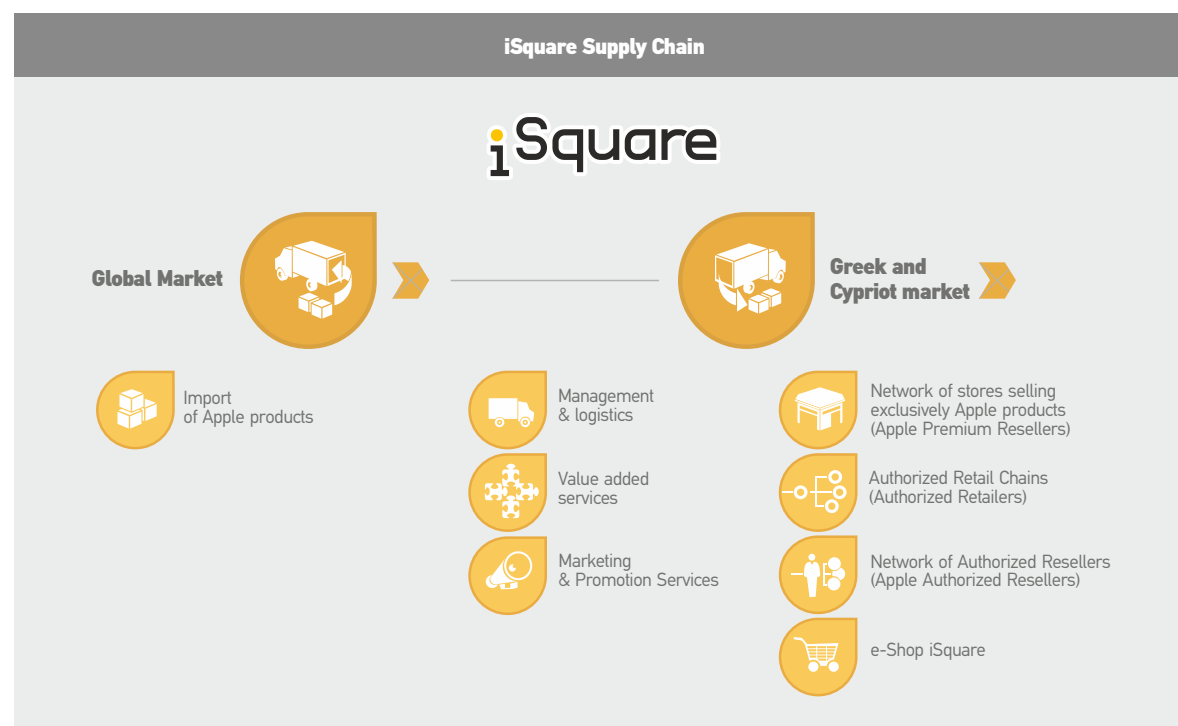 iSquare Supply Chain
iSquare
Global Market
Greek and
Cypriot market
Import
of Apple products
Management
& logistics
Value added
services
Marketing
& Promotion Services
Network of stores selling
exclusively Apple products
(Apple Premium Resellers)
Authorized Retail Chains
(Authorized Retailers)
Network of Authorized Resellers
(Apple Authorized Resellers)
e-Shop iSquare